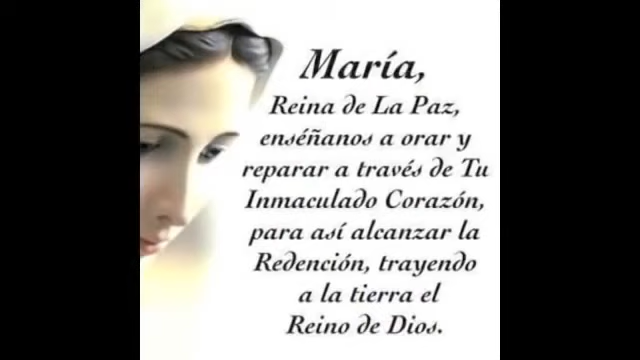 María,
Reina de La Paz,
enséñanos a orar y
reparar a través de Tu
Inmaculado Corazón,
para así alcanzar la
Redención, trayendo
a la tierra el
Reino de Dios.